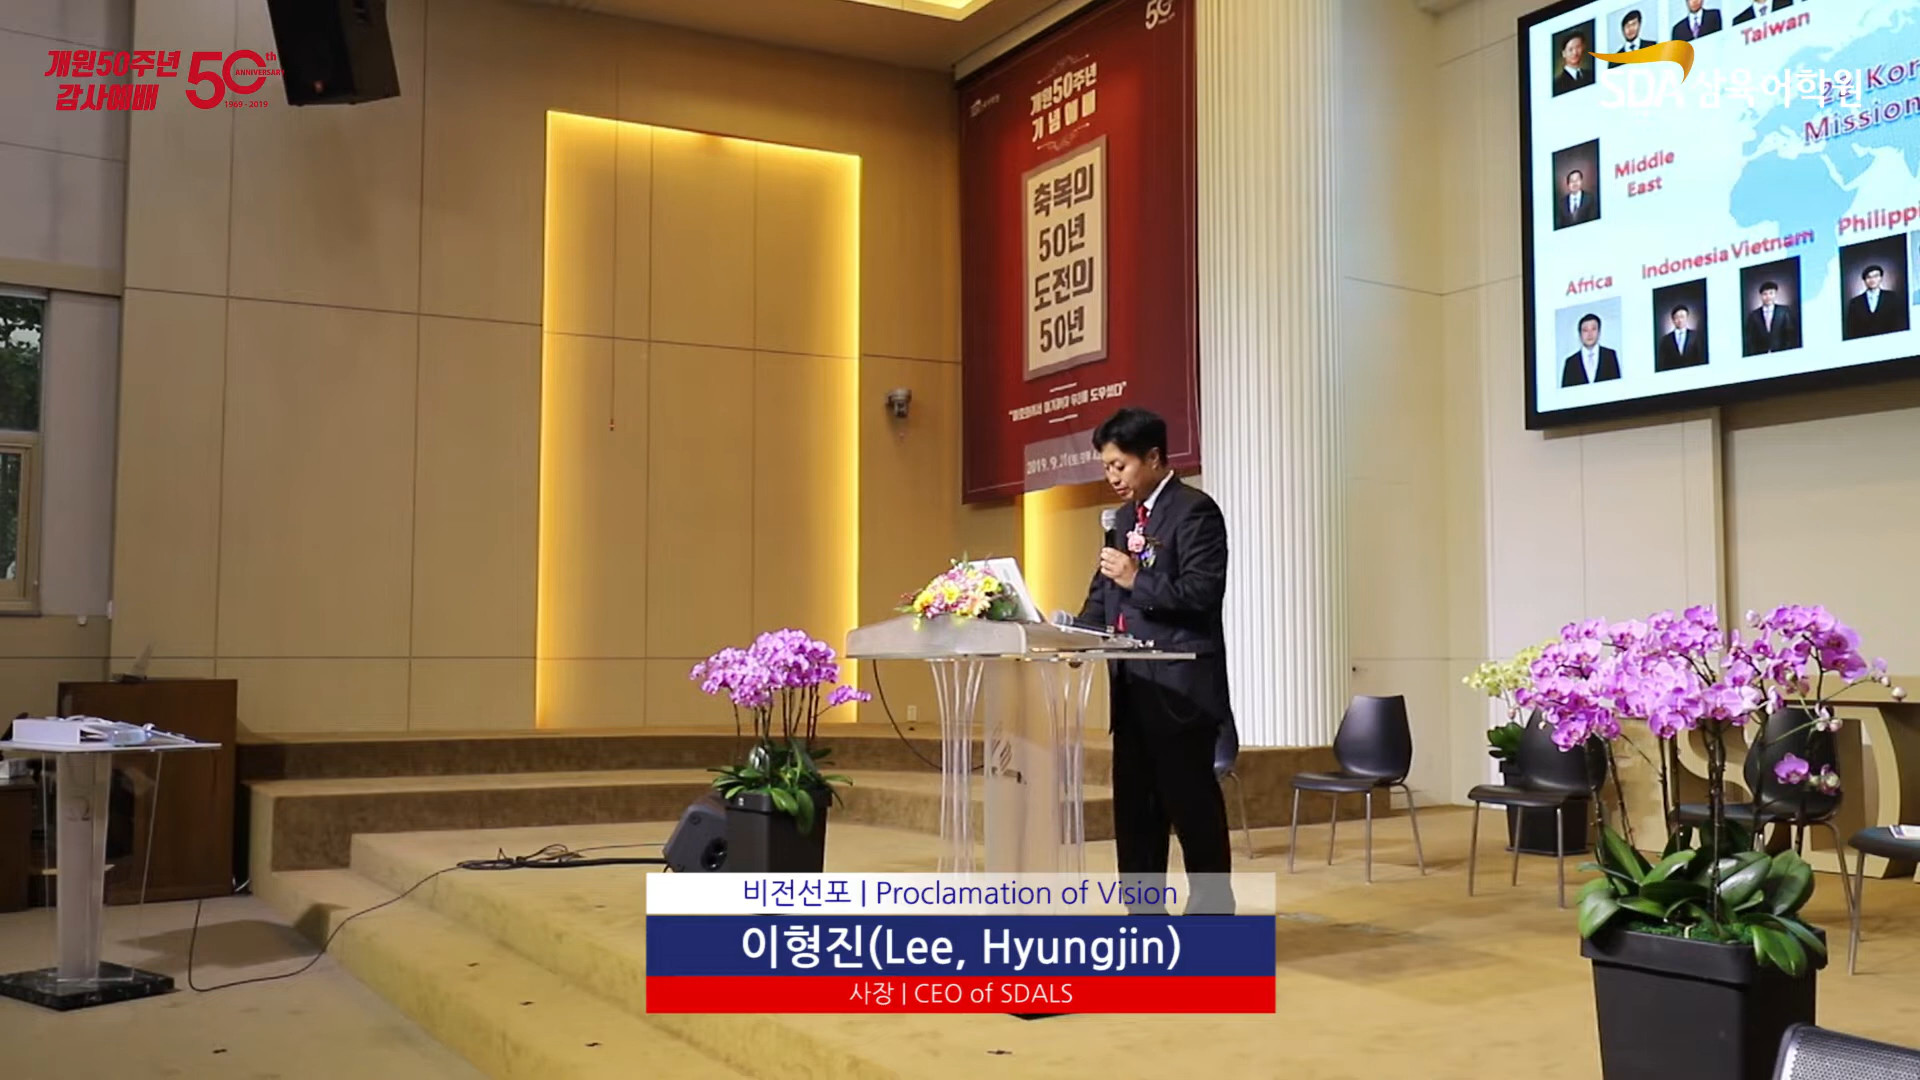 개원50주년
감사예배
50th
ANNIVERSARY
1969 - 2019
50
개원50주년
기념예배
축복의
50년
도전의
50년
SDA 삼육어학원
Taiwan
Mission
Middle
East
Philippi
Africa
Indonesia
Vietnam
비전선포 | Proclamation of Vision
이형진(Lee, Hyungjin)
사장 | CEO of SDALS